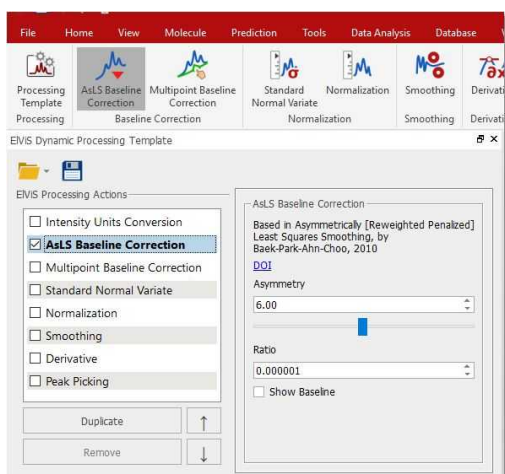 File Home View Molecule Prediction Tools Data Analysis Database
Processing Template
AsLS Baseline Correction
Multipoint Baseline Correction
Standard Normal Variate
Normalization
Smoothing
Processing Baseline Correction Normalization Smoothing
ElViS Dynamic Processing Template
ElViS Processing Actions
Intensity Units Conversion
AsLS Baseline Correction
Multipoint Baseline Correction
Standard Normal Variate
Normalization
Smoothing
Derivative
Peak Picking
Duplicate
Remove
AsLS Baseline Correction
Based in Asymmetrically [Reweighted Penalized]
Least Squares Smoothing, by
Baek-Park-Ahn-Choo, 2010
DOI
Asymmetry
6.00
Ratio
0.000001
Show Baseline